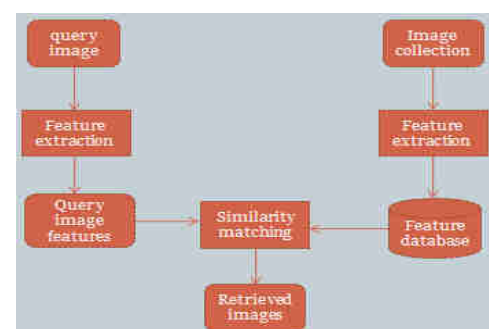 query
image
Image
collection
Feature
extraction
Feature
extraction
Query
image
features
Similarity
matching
Feature
database
Retrieved
images